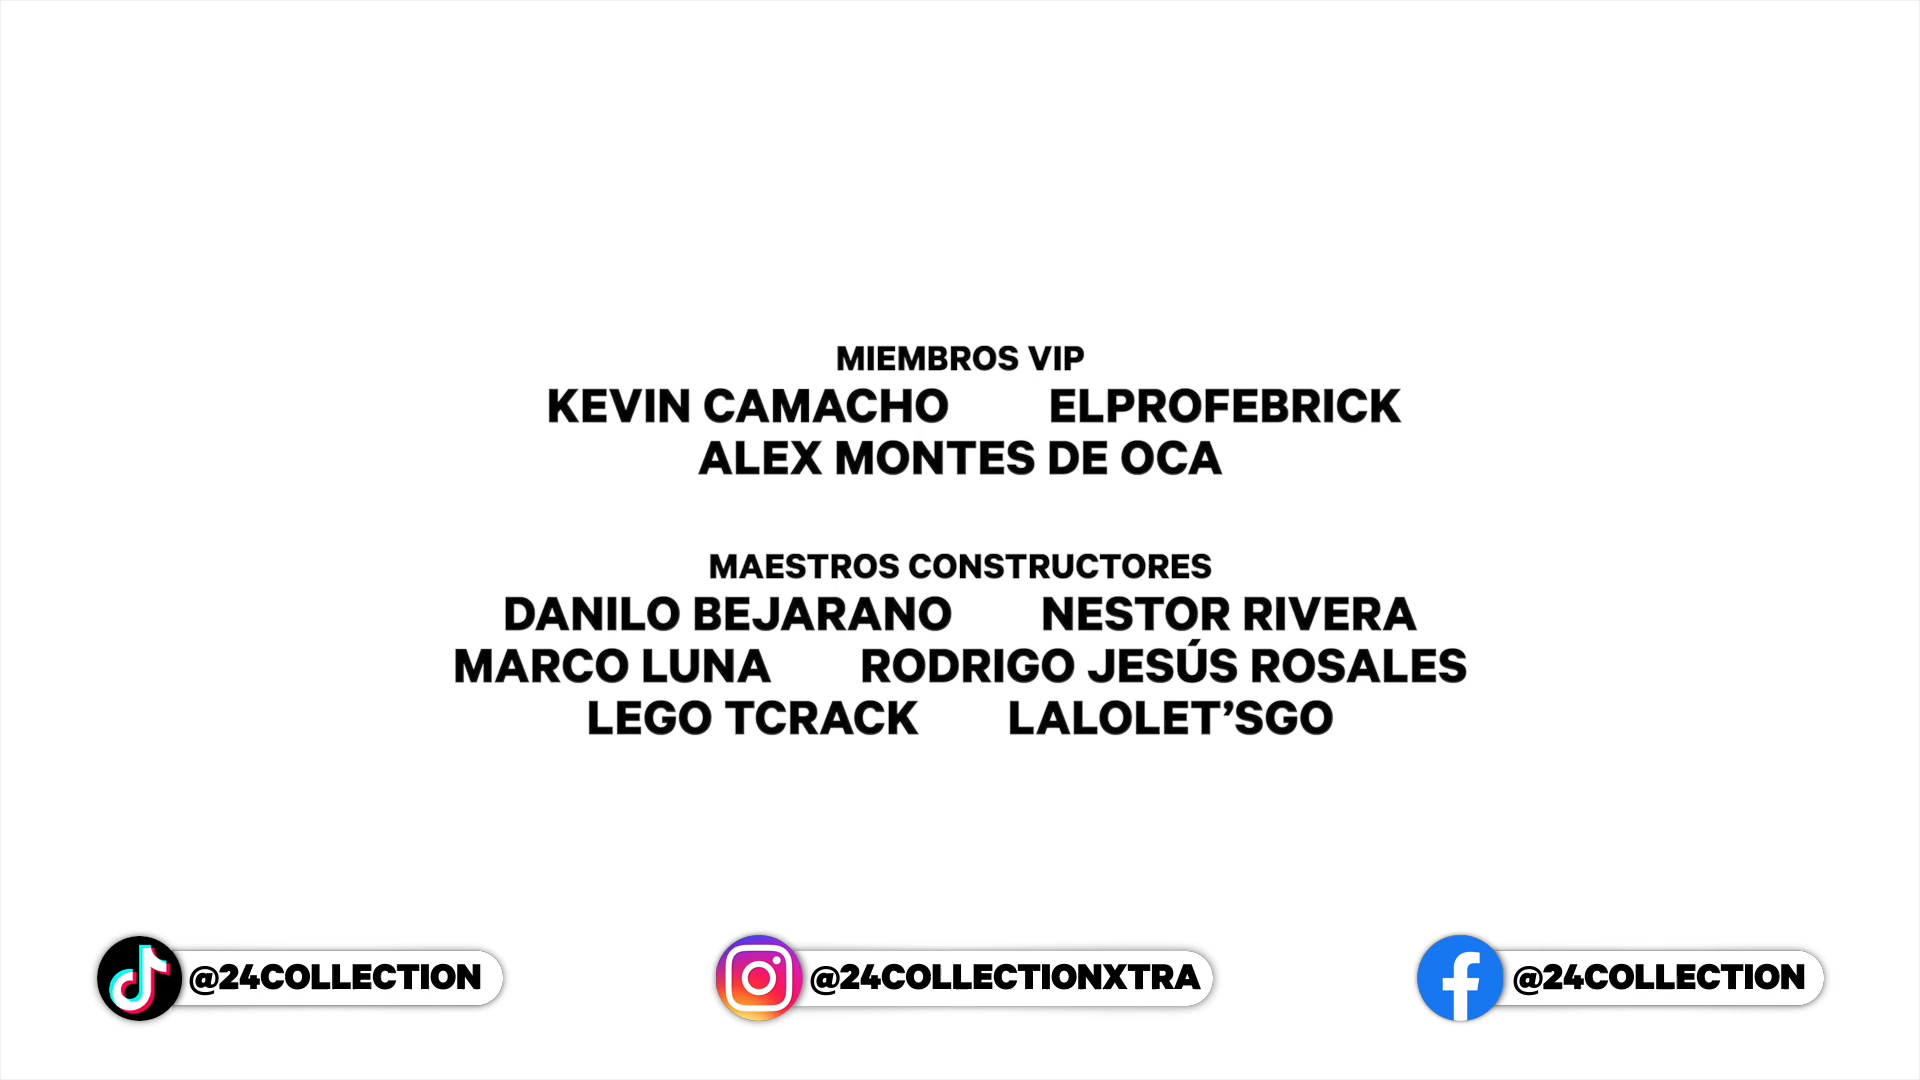 MIEMBROS VIP
KEVIN CAMACHO ELPROFEBRICK
ALEX MONTES DE OCA
MAESTROS CONSTRUCTORES
DANILO BEJARANO NESTOR RIVERA
MARCO LUNA RODRIGO JESÚS ROSALES
LEGO TCRACK LALOLET’SGO
@24COLLECTION @24COLLECTIONXTRA @24COLLECTION